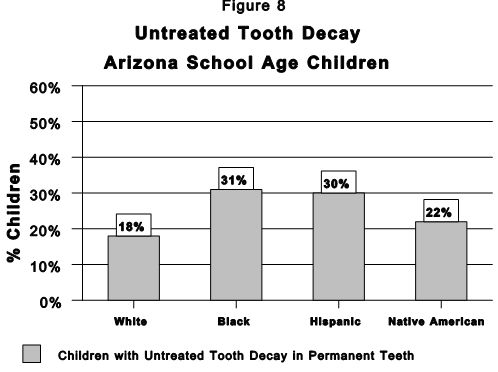 Figure 8
Untreated Tooth Decay
Arizona School Age Children
% Children
60%
50%
40%
30%
20%
10%
0%
18%
31%
30%
22%
White
Black
Hispanic
Native American
Children with Untreated Tooth Decay in Permanent Teeth